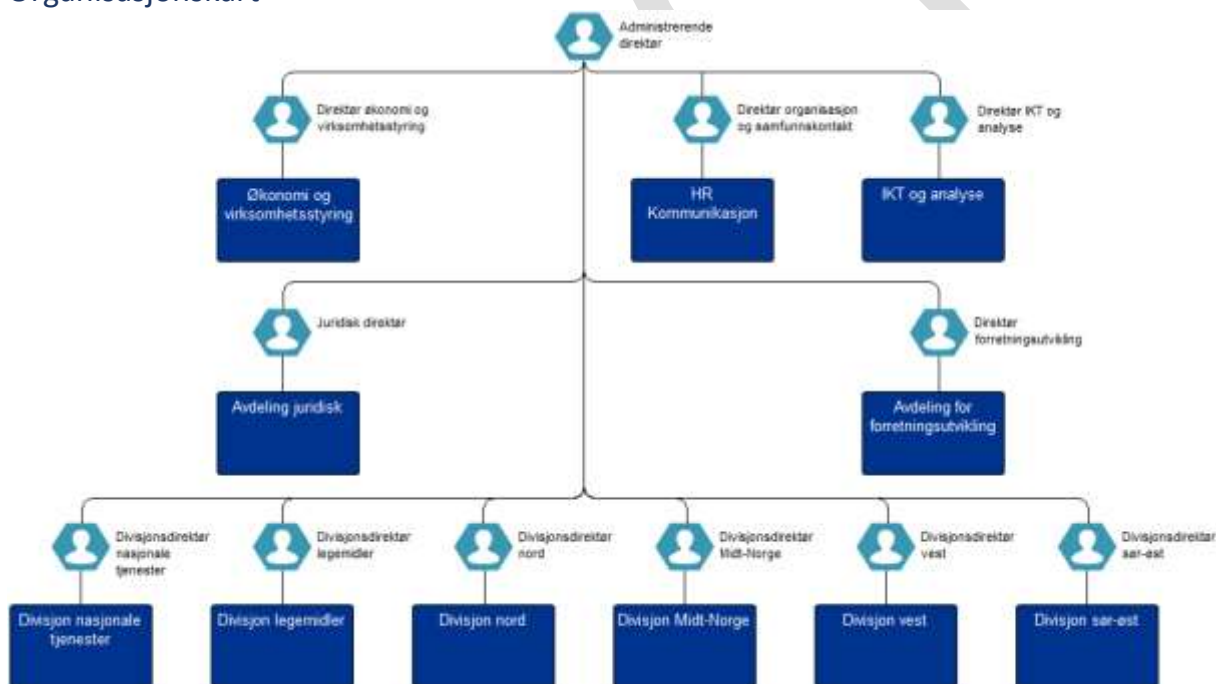 Organisasjonskart
Administrerende
direktør
Direktør økonomi og
virksomhetsstyring
Direktør organisasjon
og samfunnskontakt
Direktør IKT og
analyse
Økonomi og
virksomhetsstyring
HR
Kommunikasjon
IKT og analyse
Juridisk direktør
Direktør
forretningsutvikling
Avdeling juridisk
Avdeling for
forretningsutvikling
Divisjonsdirektør
nasjonale
tjenester
Divisjonsdirektør
legemidler
Divisjonsdirektør
nord
Divisjonsdirektør
Midt-Norge
Divisjonsdirektør
vest
Divisjonsdirektør
sør-øst
Divisjon nasjonale
tjenester
Divisjon legemidler
Divisjon nord
Divisjon Midt-Norge
Divisjon vest
Divisjon sør-øst